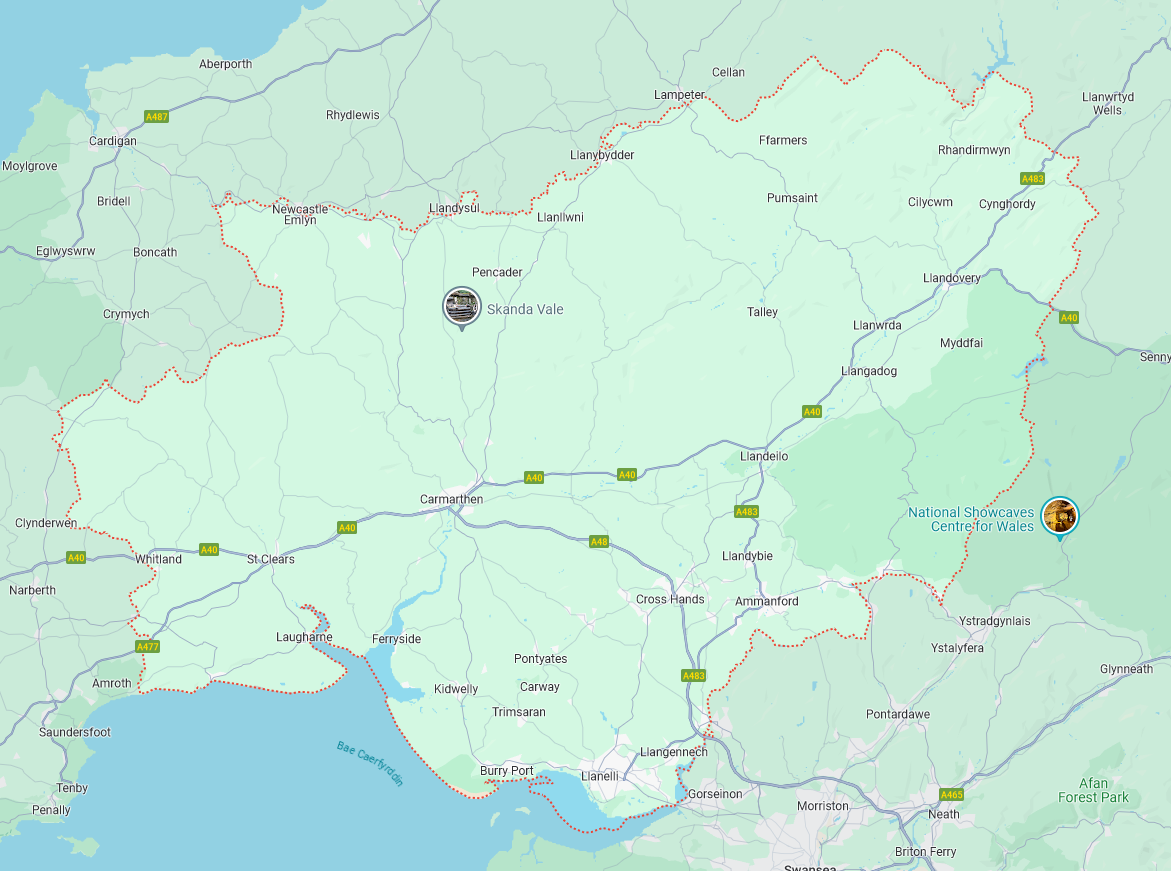 Aberporth
Cellan
Lampeter
Llanwrtyd
Wells
A487
Rhydlewis
Cardigan
Ffarmers
Rhandirmwyn
Llanybydder
Moylgrove
A483
Bridell
Pumsaint
Cilycwm
Cynghordy
Newcastle
Emlyn
Llandysul
Llanllwni
Eglwyswrw
Boncath
Pencader
Llandovery
Skanda Vale
Crymych
Talley
Llanwrda
A40
Myddfai
Senny
Llangadog
A40
Llandeilo
A40
A40
Carmarthen
A483
National Showcaves
Centre for Wales
Clynderwen
A40
A48
A40
A40
Whitland
St Clears
Llandybie
Narberth
Cross Hands
Ammanford
Ystradgynlais
Laugharne
Ferryside
A477
Ystalyfera
Pontyates
Glynneath
A483
Amroth
Kidwelly
Carway
Trimsaran
Pontardawe
Saundersfoot
Bae Caerfyrddin
Llangennech
Burry Port
Llanelli
Afan
Forest Park
Tenby
Gorseinon
A465
Penally
Morriston
Neath
Briton Ferry
Swansea